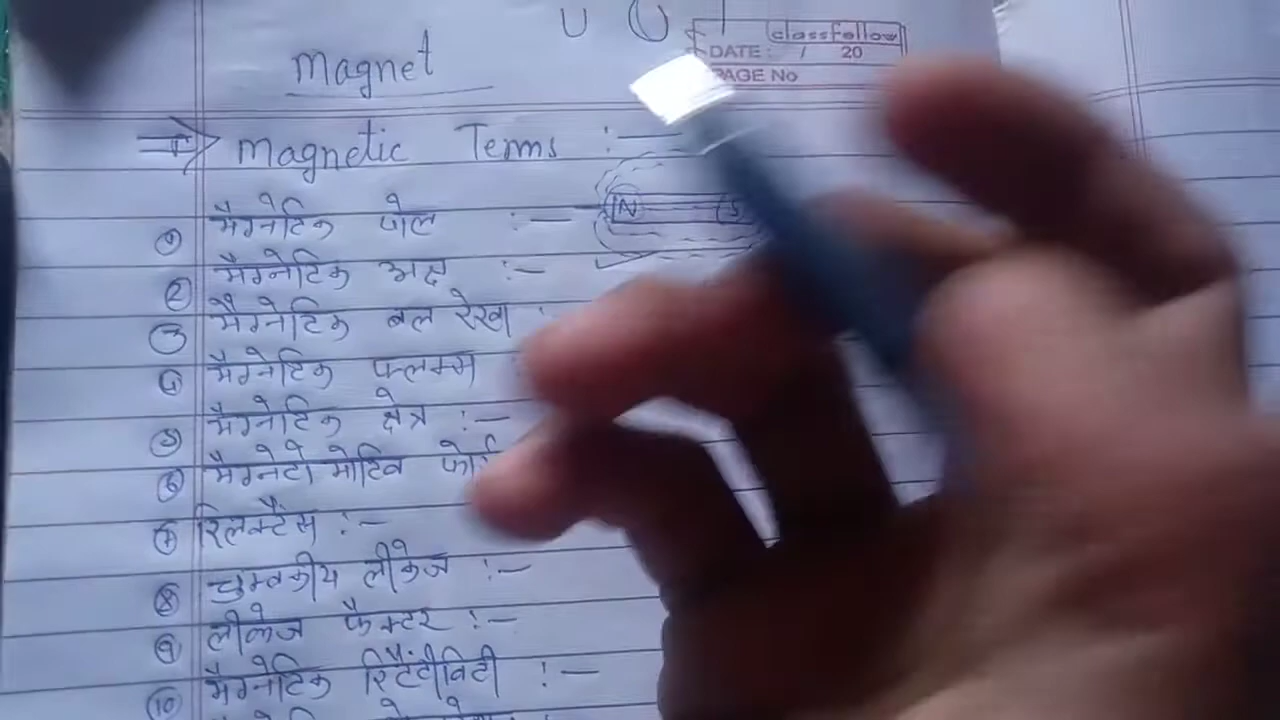 classfellow
DATE : / 20
PAGE No
Magnet
Magnetic Terms :-
N S
① मैग्नेटिक पोल :-
② मैग्नेटिक अक्ष :-
③ मैग्नेटिक बल रेखा :
④ मैग्नेटिक फ्लक्स
⑤ मैग्नेटिक क्षेत्र :-
⑥ मैग्नेटो मोटिव
⑦ रिलक्टैंस :-
⑧ चुम्बकीय लीकेज :-
⑨ लीकेज फैक्टर :-
⑩ मैग्नेटिक रिटैंटीविटी :-